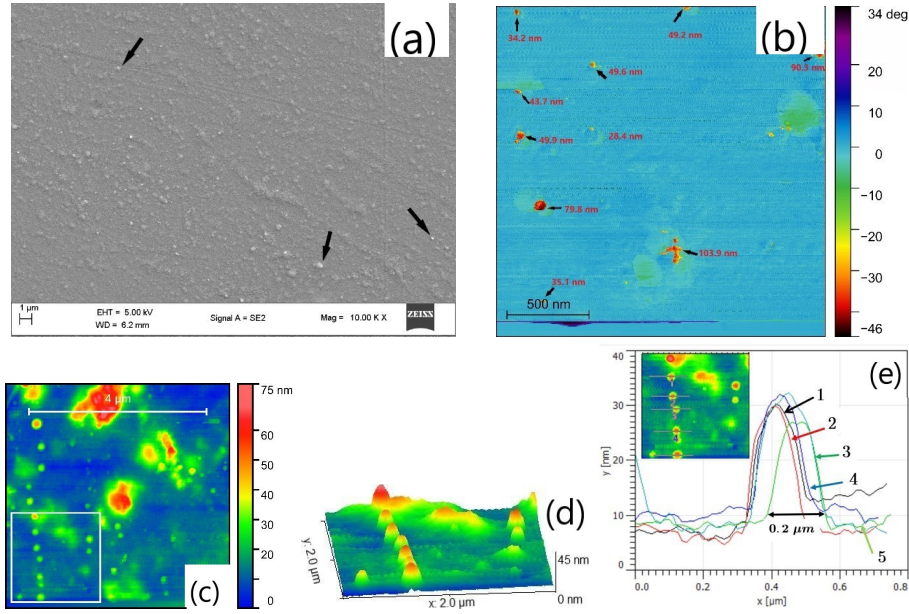 (a)
1 µm
EHT = 5.00 kV
WD = 6.2 mm
Signal A = SE2
Mag = 10.00 K X
ZEISS
(b)
34.2 nm
49.2 nm
90.3 nm
49.6 nm
43.7 nm
49.9 nm
28.4 nm
79.8 nm
103.9 nm
35.1 nm
500 nm
34 deg
20
10
0
−10
−20
−30
−46
(c)
4 µm
75 nm
60
50
40
30
20
0
(d)
y: 2.0 µm
x: 2.0 µm
45 nm
0 nm
(e)
40
30
20
10
0
y [nm]
0.0
0.2
0.4
0.6
0.8
x [µm]
1
2
3
4
5
0.2 µm